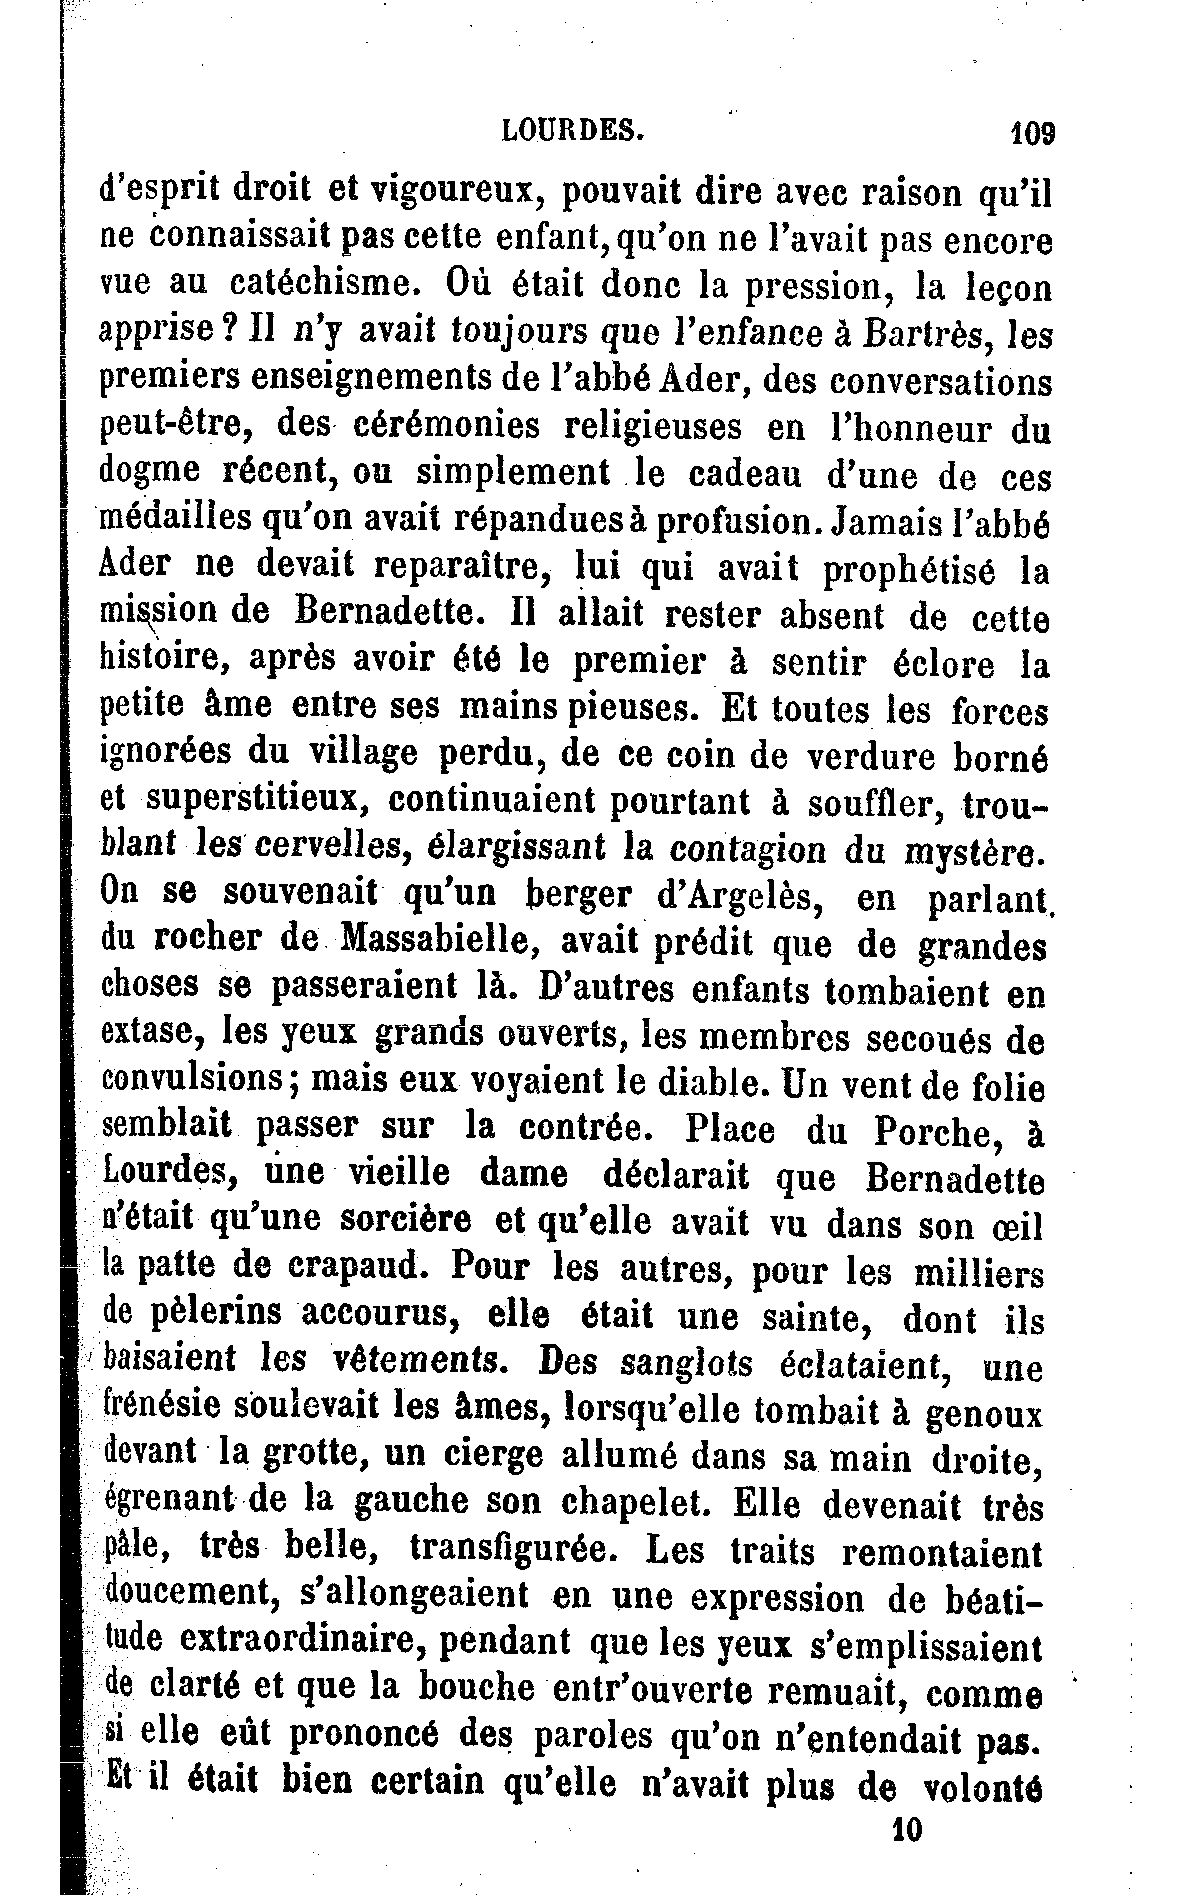 LOURDES. 109
d'esprit droit et vigoureux, pouvait dire avec raison qu'il
ne connaissait pas cette enfant, qu'on ne l'avait pas encore
vue au catéchisme. Où était donc la pression, la leçon
apprise ? Il n'y avait toujours que l'enfance à Bartrès, les
premiers enseignements de l'abbé Ader, des conversations
peut-être, des cérémonies religieuses en l'honneur du
dogme récent, ou simplement le cadeau d'une de ces
médailles qu'on avait répandues à profusion. Jamais l'abbé
Ader ne devait reparaître, lui qui avait prophétisé la
mission de Bernadette. Il allait rester absent de cette
histoire, après avoir été le premier à sentir éclore la
petite âme entre ses mains pieuses. Et toutes les forces
ignorées du village perdu, de ce coin de verdure borné
et superstitieux, continuaient pourtant à souffler, trou-
blant les cervelles, élargissant la contagion du mystère.
On se souvenait qu'un berger d'Argelès, en parlant
du rocher de Massabielle, avait prédit que de grandes
choses se passeraient là. D'autres enfants tombaient en
extase, les yeux grands ouverts, les membres secoués de
convulsions ; mais eux voyaient le diable. Un vent de folie
semblait passer sur la contrée. Place du Porche, à
Lourdes, une vieille dame déclarait que Bernadette
n'était qu'une sorcière et qu'elle avait vu dans son œil
la patte de crapaud. Pour les autres, pour les milliers
de pèlerins accourus, elle était une sainte, dont ils
baisaient les vêtements. Des sanglots éclataient, une
frénésie soulevait les âmes, lorsqu'elle tombait à genoux
devant la grotte, un cierge allumé dans sa main droite,
égrenant de la gauche son chapelet. Elle devenait très
pâle, très belle, transfigurée. Les traits remontaient
doucement, s'allongeaient en une expression de béati-
tude extraordinaire, pendant que les yeux s'emplissaient
de clarté et que la bouche entr'ouverte remuait, comme
si elle eût prononcé des paroles qu'on n'entendait pas.
Et il était bien certain qu'elle n'avait plus de volonté
10